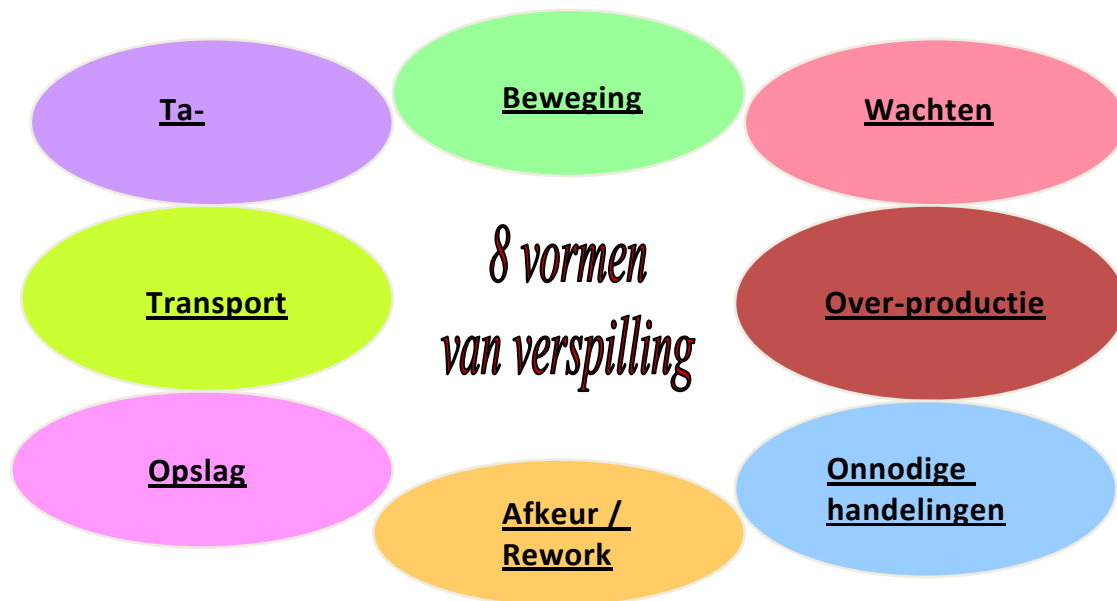 Ta-
Beweging
Wachten
8 vormen
van verspilling
Transport
Over-productie
Opslag
Afkeur /
Rework
Onnodige
handelingen